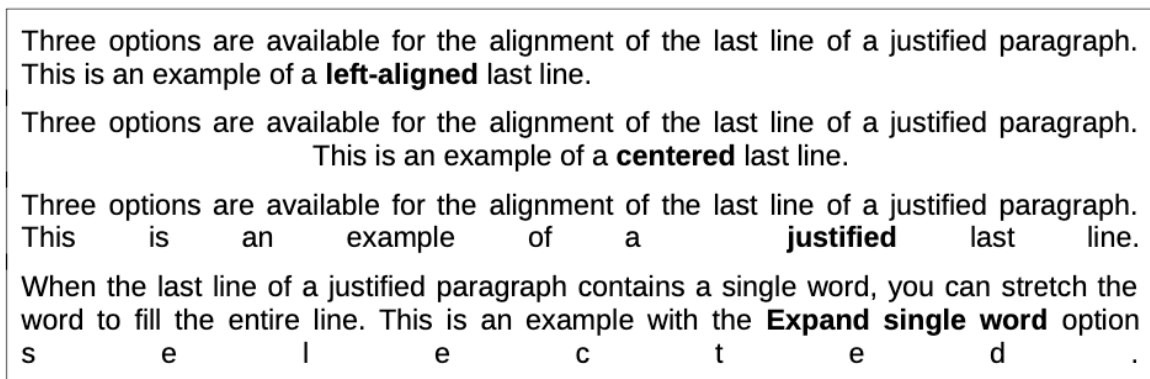 Three options are available for the alignment of the last line of a justified paragraph.
This is an example of a left-aligned last line.
Three options are available for the alignment of the last line of a justified paragraph.
This is an example of a centered last line.
Three options are available for the alignment of the last line of a justified paragraph.
This is an example of a justified last line.
When the last line of a justified paragraph contains a single word, you can stretch the
word to fill the entire line. This is an example with the Expand single word option
s e l e c t e d .